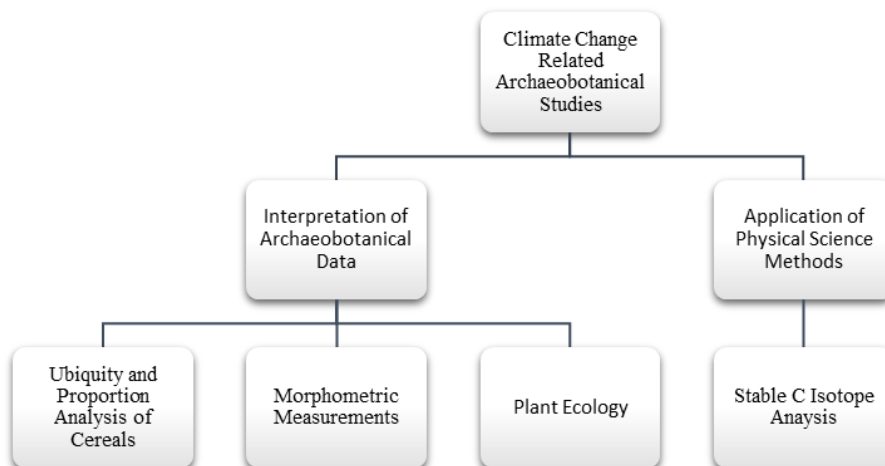 Climate Change
Related
Archaeobotanical
Studies
Interpretation of
Archaeobotanical
Data
Application of
Physical Science
Methods
Ubiquity and
Proportion
Analysis of
Cereals
Morphometric
Measurements
Plant Ecology
Stable C Isotope
Anaysis